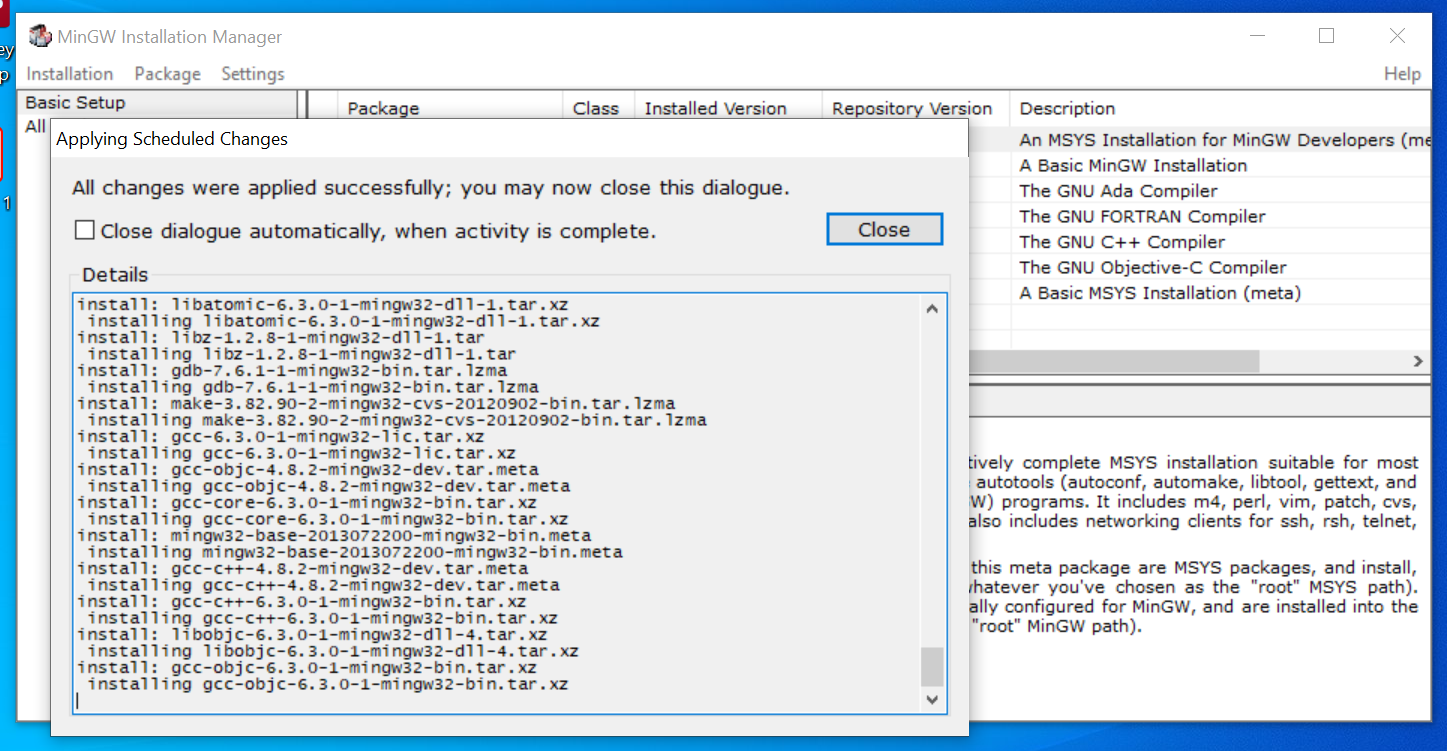 MinGW Installation Manager
Installation Package Settings Help
Basic Setup
All
Package Class Installed Version Repository Version Description
An MSYS Installation for MinGW Developers (me
A Basic MinGW Installation
The GNU Ada Compiler
The GNU FORTRAN Compiler
The GNU C++ Compiler
The GNU Objective-C Compiler
A Basic MSYS Installation (meta)
Applying Scheduled Changes
All changes were applied successfully; you may now close this dialogue.
Close dialogue automatically, when activity is complete.
Close
Details
install: libatomic-6.3.0-1-mingw32-dll-1.tar.xz
installing libatomic-6.3.0-1-mingw32-dll-1.tar.xz
install: libz-1.2.8-1-mingw32-dll-1.tar
installing libz-1.2.8-1-mingw32-dll-1.tar
install: gdb-7.6.1-1-mingw32-bin.tar.lzma
installing gdb-7.6.1-1-mingw32-bin.tar.lzma
install: make-3.82.90-2-mingw32-cvs-20120902-bin.tar.lzma
installing make-3.82.90-2-mingw32-cvs-20120902-bin.tar.lzma
install: gcc-6.3.0-1-mingw32-lic.tar.xz
installing gcc-6.3.0-1-mingw32-lic.tar.xz
install: gcc-objc-4.8.2-mingw32-dev.tar.meta
installing gcc-objc-4.8.2-mingw32-dev.tar.meta
install: gcc-core-6.3.0-1-mingw32-bin.tar.xz
installing gcc-core-6.3.0-1-mingw32-bin.tar.xz
install: mingw32-base-2013072200-mingw32-bin.meta
installing mingw32-base-2013072200-mingw32-bin.meta
install: gcc-c++-4.8.2-mingw32-dev.tar.meta
installing gcc-c++-4.8.2-mingw32-dev.tar.meta
install: gcc-c++-6.3.0-1-mingw32-bin.tar.xz
installing gcc-c++-6.3.0-1-mingw32-bin.tar.xz
install: libobjc-6.3.0-1-mingw32-dll-4.tar.xz
installing libobjc-6.3.0-1-mingw32-dll-4.tar.xz
install: gcc-objc-6.3.0-1-mingw32-bin.tar.xz
installing gcc-objc-6.3.0-1-mingw32-bin.tar.xz
tively complete MSYS installation suitable for most
autotools (autoconf, automake, libtool, gettext, and
W) programs. It includes m4, perl, vim, patch, cvs,
also includes networking clients for ssh, rsh, telnet,
this meta package are MSYS packages, and install,
whatever you've chosen as the "root" MSYS path).
ally configured for MinGW, and are installed into the
"root" MinGW path).
ey
p
1